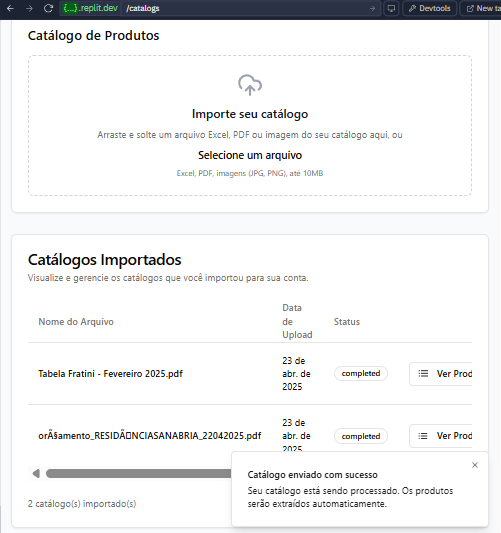 {...}.replit.dev /catalogs Devtools New ta
Catálogo de Produtos
Importe seu catálogo
Arraste e solte um arquivo Excel, PDF ou imagem do seu catálogo aqui, ou
Selecione um arquivo
Excel, PDF, imagens (JPG, PNG), até 10MB
Catálogos Importados
Visualize e gerencie os catálogos que você importou para sua conta.
Nome do Arquivo
Data
de
Upload
Status
Tabela Fratini - Fevereiro 2025.pdf
23 de
abr. de
2025
completed
Ver Prod
orÃ§amento_RESIDÃNCIASANABRIA_22042025.pdf
23 de
abr. de
completed
Ver Prod
2 catálogo(s) importado(s)
Catálogo enviado com sucesso
Seu catálogo está sendo processado. Os produtos
serão extraídos automaticamente.